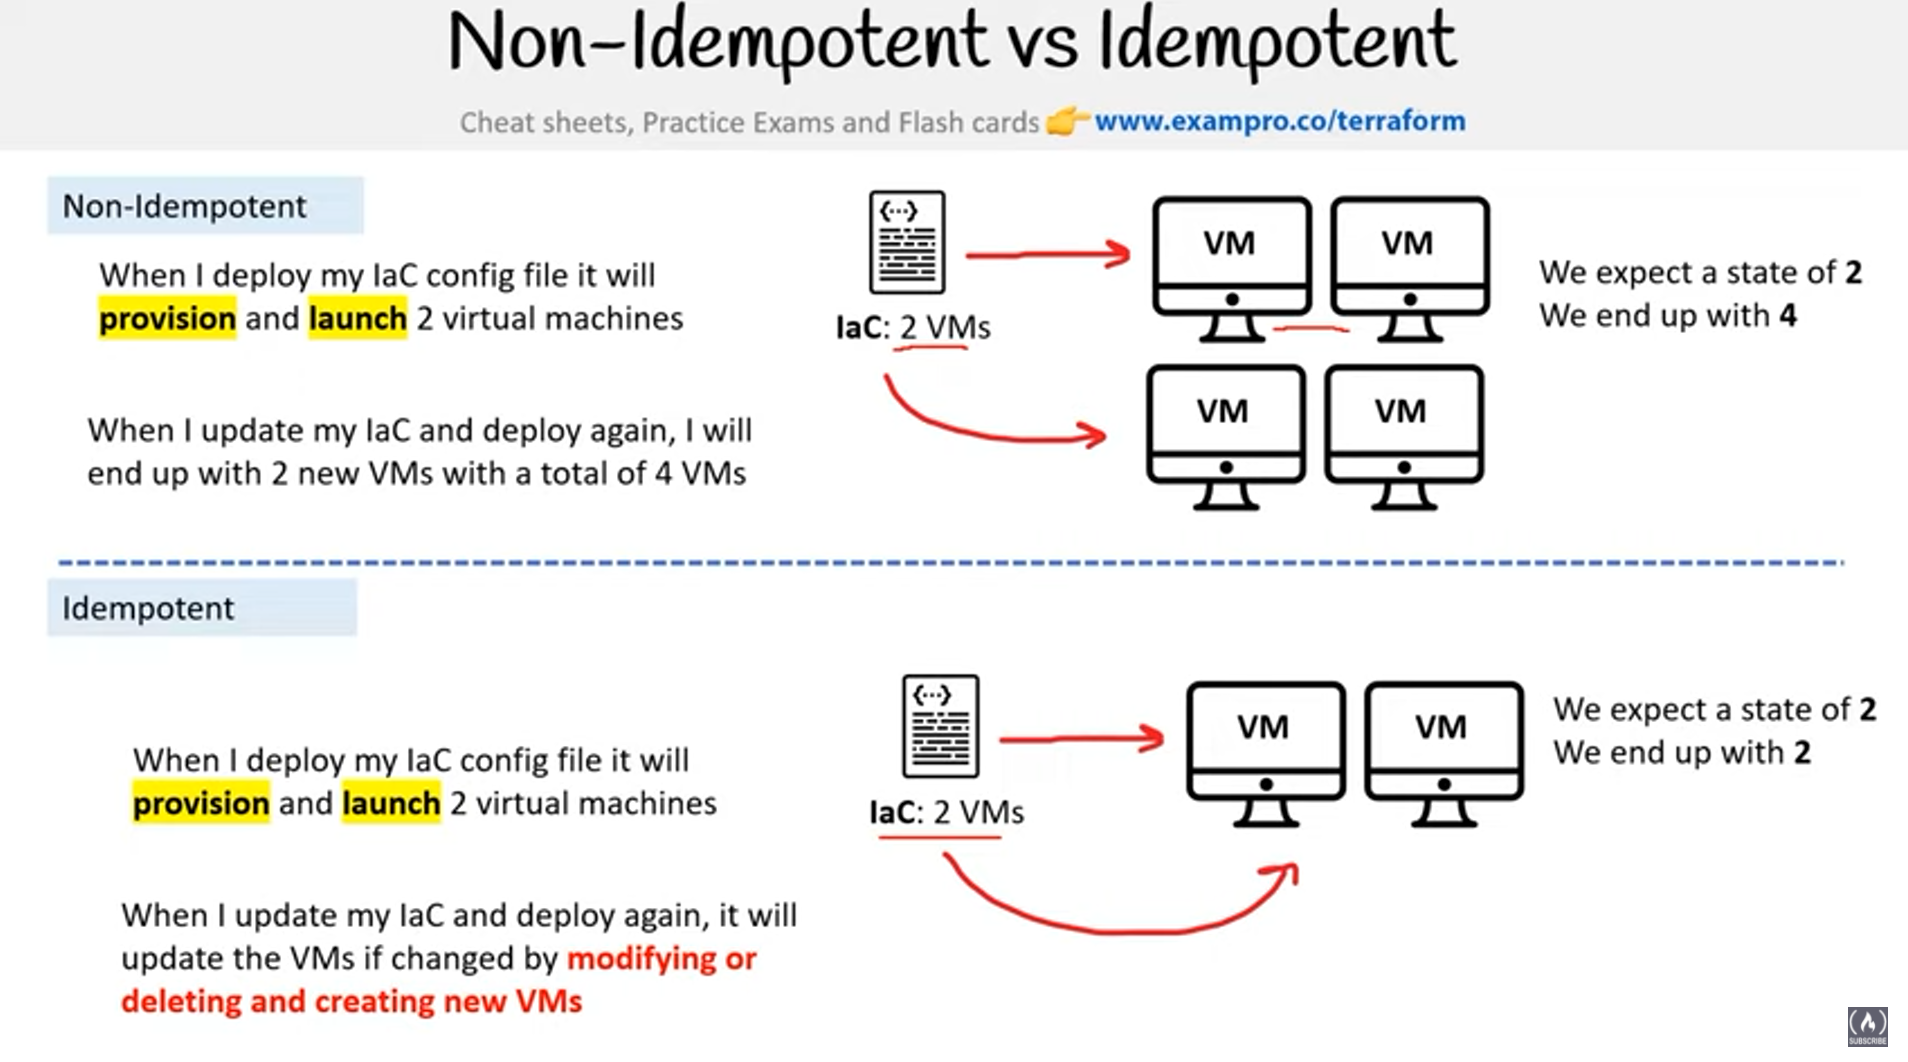 Non-Idempotent vs Idempotent
Cheat sheets, Practice Exams and Flash cards 👉 www.exampro.co/terraform
Non-Idempotent
When I deploy my IaC config file it will
provision and launch 2 virtual machines
When I update my IaC and deploy again, I will
end up with 2 new VMs with a total of 4 VMs
{...}
IaC: 2 VMs
VM
VM
VM
VM
We expect a state of 2
We end up with 4
Idempotent
When I deploy my IaC config file it will
provision and launch 2 virtual machines
When I update my IaC and deploy again, it will
update the VMs if changed by modifying or
deleting and creating new VMs
{...}
IaC: 2 VMs
VM
VM
We expect a state of 2
We end up with 2
SUBSCRIBE